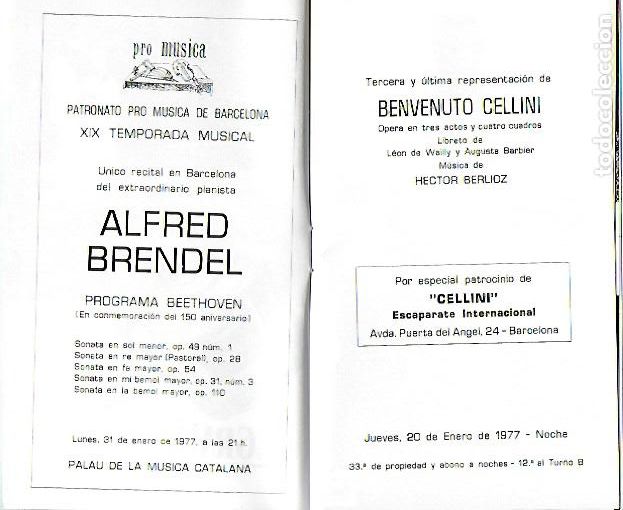 pro musica
PATRONATO PRO MUSICA DE BARCELONA
XIX TEMPORADA MUSICAL
Unico recital en Barcelona
del extraordinario pianista
ALFRED
BRENDEL
PROGRAMA BEETHOVEN
(En conmemoración del 150 aniversario)
Sonata en sol menor, op. 49 núm. 1
Sonata en re mayor (Pastoral), op. 28
Sonata en fa mayor, op. 54
Sonata en mi bemol mayor, op. 31, núm. 3
Sonata en la bemol mayor, op. 110
Lunes, 31 de enero de 1977, a las 21 h.
PALAU DE LA MUSICA CATALANA
Tercera y última representación de
BENVENUTO CELLINI
Opera en tres actos y cuatro cuadros
Libreto de
Léon de Wailly y Auguste Barbier
Música de
HECTOR BERLIOZ
Por especial patrocinio de
"CELLINI"
Escaparate Internacional
Avda. Puerta del Angel, 24 - Barcelona
Jueves, 20 de Enero de 1977 - Noche
33.ª de propiedad y abono a noches - 12.ª al Turno B
todocoleccion